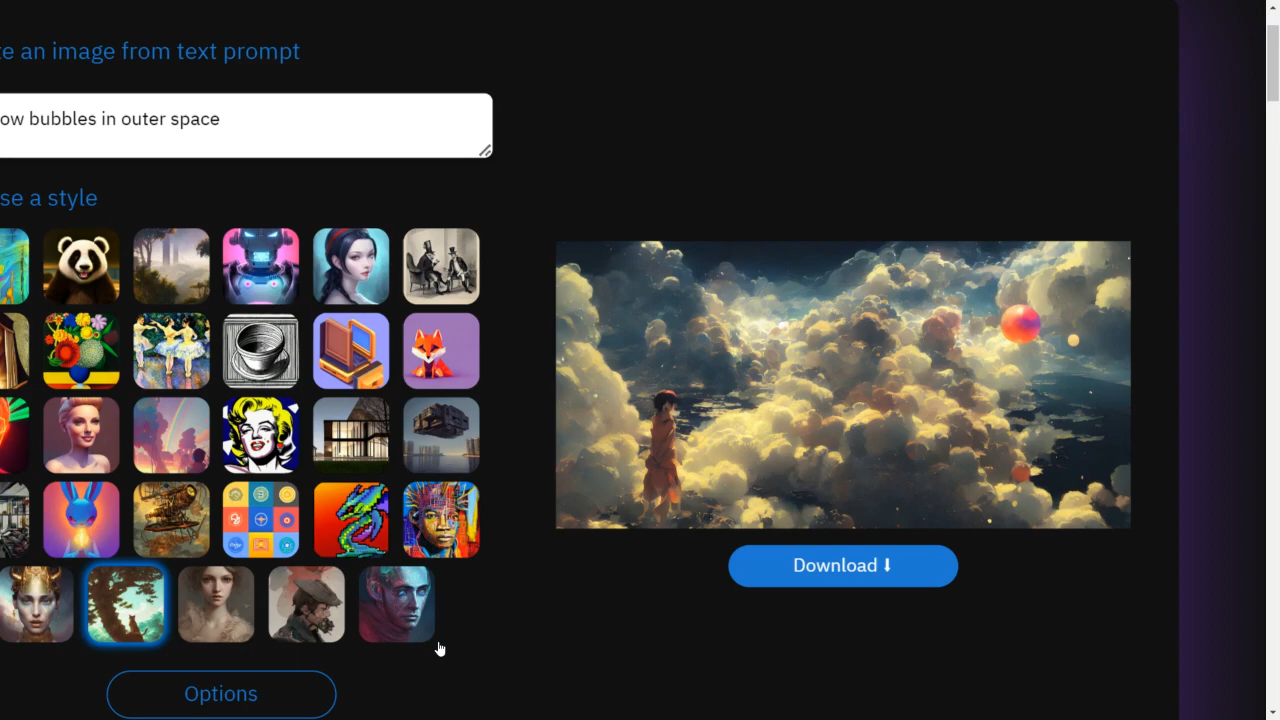 te an image from text prompt
ow bubbles in outer space
se a style
Download ⬇
Options